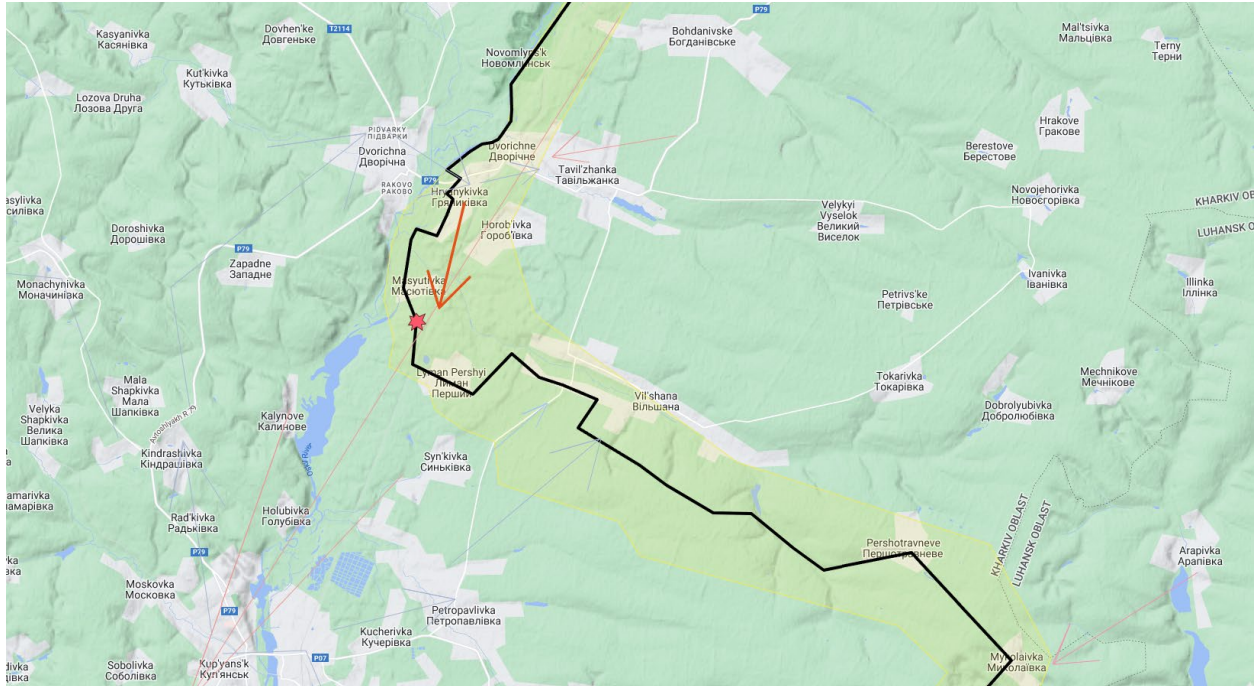 P79
Dovhen'ke
Довгеньке
T2114
Kasyanivka
Касянівка
Bohdanivske
Богданівське
Mal'tsivka
Мальцівка
Terny
Терни
Novomlyns'k
Новомлинськ
Kut'kivka
Кутьківка
Lozova Druha
Лозова Друга
Hrakove
Гракове
PIDVARKY
ПІДВАРКИ
Dvorichna
Дворічна
Dvorichne
Дворічне
Berestove
Берестове
Tavil'zhanka
Тавільжанка
RAKOVO
РАКОВО
P79
Hryanykivka
Гряниківка
Novojehorivka
Новоєгорівка
KHARKIV OB
LUHANSK O
asylivka
силівка
Doroshivka
Дорошівка
Horob'ivka
Горобівка
Velykyi
Vyselok
Великий
Виселок
P79
Zapadne
Западне
Monachynivka
Моначинівка
Masyutivka
Масютівка
Ivanivka
Іванівка
Illinka
Іллінка
Petrivs'ke
Петрівське
Lyman Pershyi
Лиман
Перший
Mala
Shapkivka
Мала
Шапківка
Tokarivka
Токарівка
Mechnikove
Мечнікове
Velyka
Shapkivka
Велика
Шапківка
Avtoshlyakh R 79
Kalynove
Калинове
Vil'shana
Вільшана
Dobrolyubivka
Добролюбівка
Kindrashivka
Кіндрашівка
Syn'kivka
Синьківка
amarivka
намарівка
Rad'kivka
Радьківка
Holubivka
Голубівка
KHARKIV OBLAST
LUHANSK OBLAST
P79
Pershotravneve
Першотравневе
Arapivka
Арапівка
Moskovka
Московка
P79
Petropavlivka
Петропавлівка
Kucherivka
Кучерівка
Sobolivka
Соболівка
Kup'yans'k
Куп'янськ
P07
Mykolaivka
Миколаївка